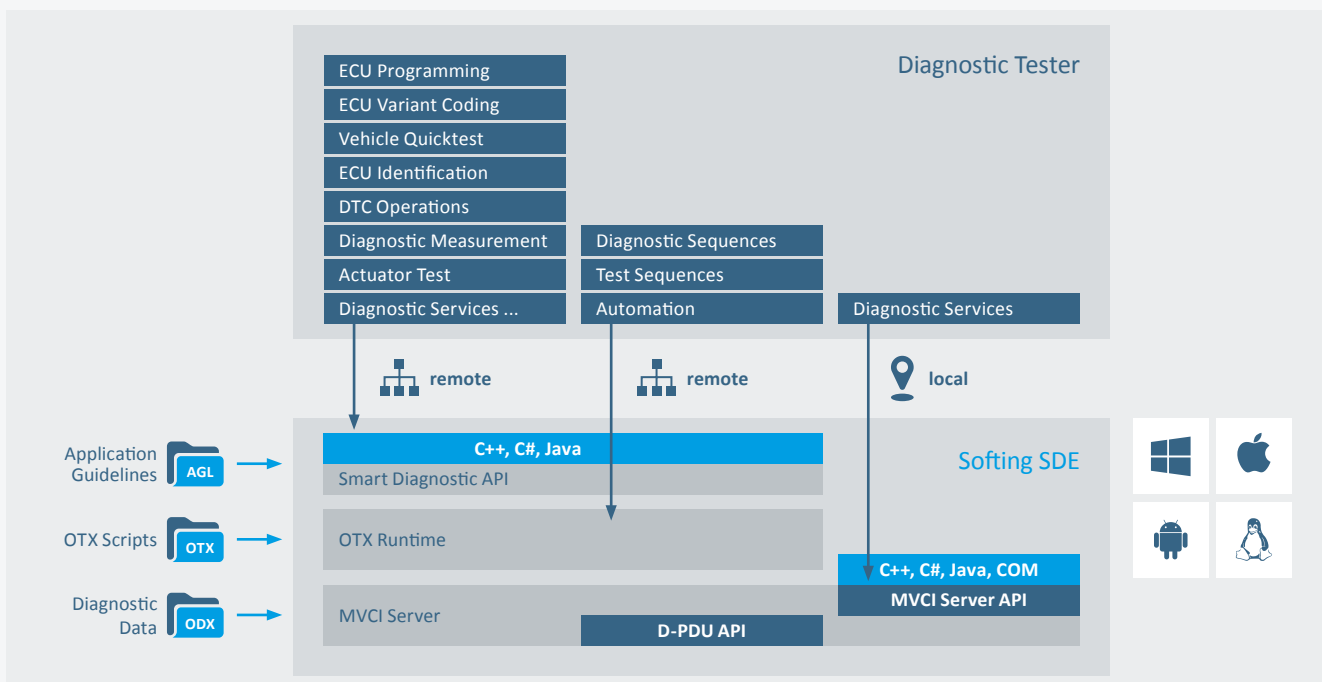 Diagnostic Tester
ECU Programming
ECU Variant Coding
Vehicle Quicktest
ECU Identification
DTC Operations
Diagnostic Measurement
Actuator Test
Diagnostic Services ...
Diagnostic Sequences
Test Sequences
Automation
Diagnostic Services
remote
remote
local
Application
Guidelines
AGL
OTX Scripts
OTX
Diagnostic
Data
ODX
Softing SDE
C++, C#, Java
Smart Diagnostic API
OTX Runtime
MVCI Server
D-PDU API
C++, C#, Java, COM
MVCI Server API